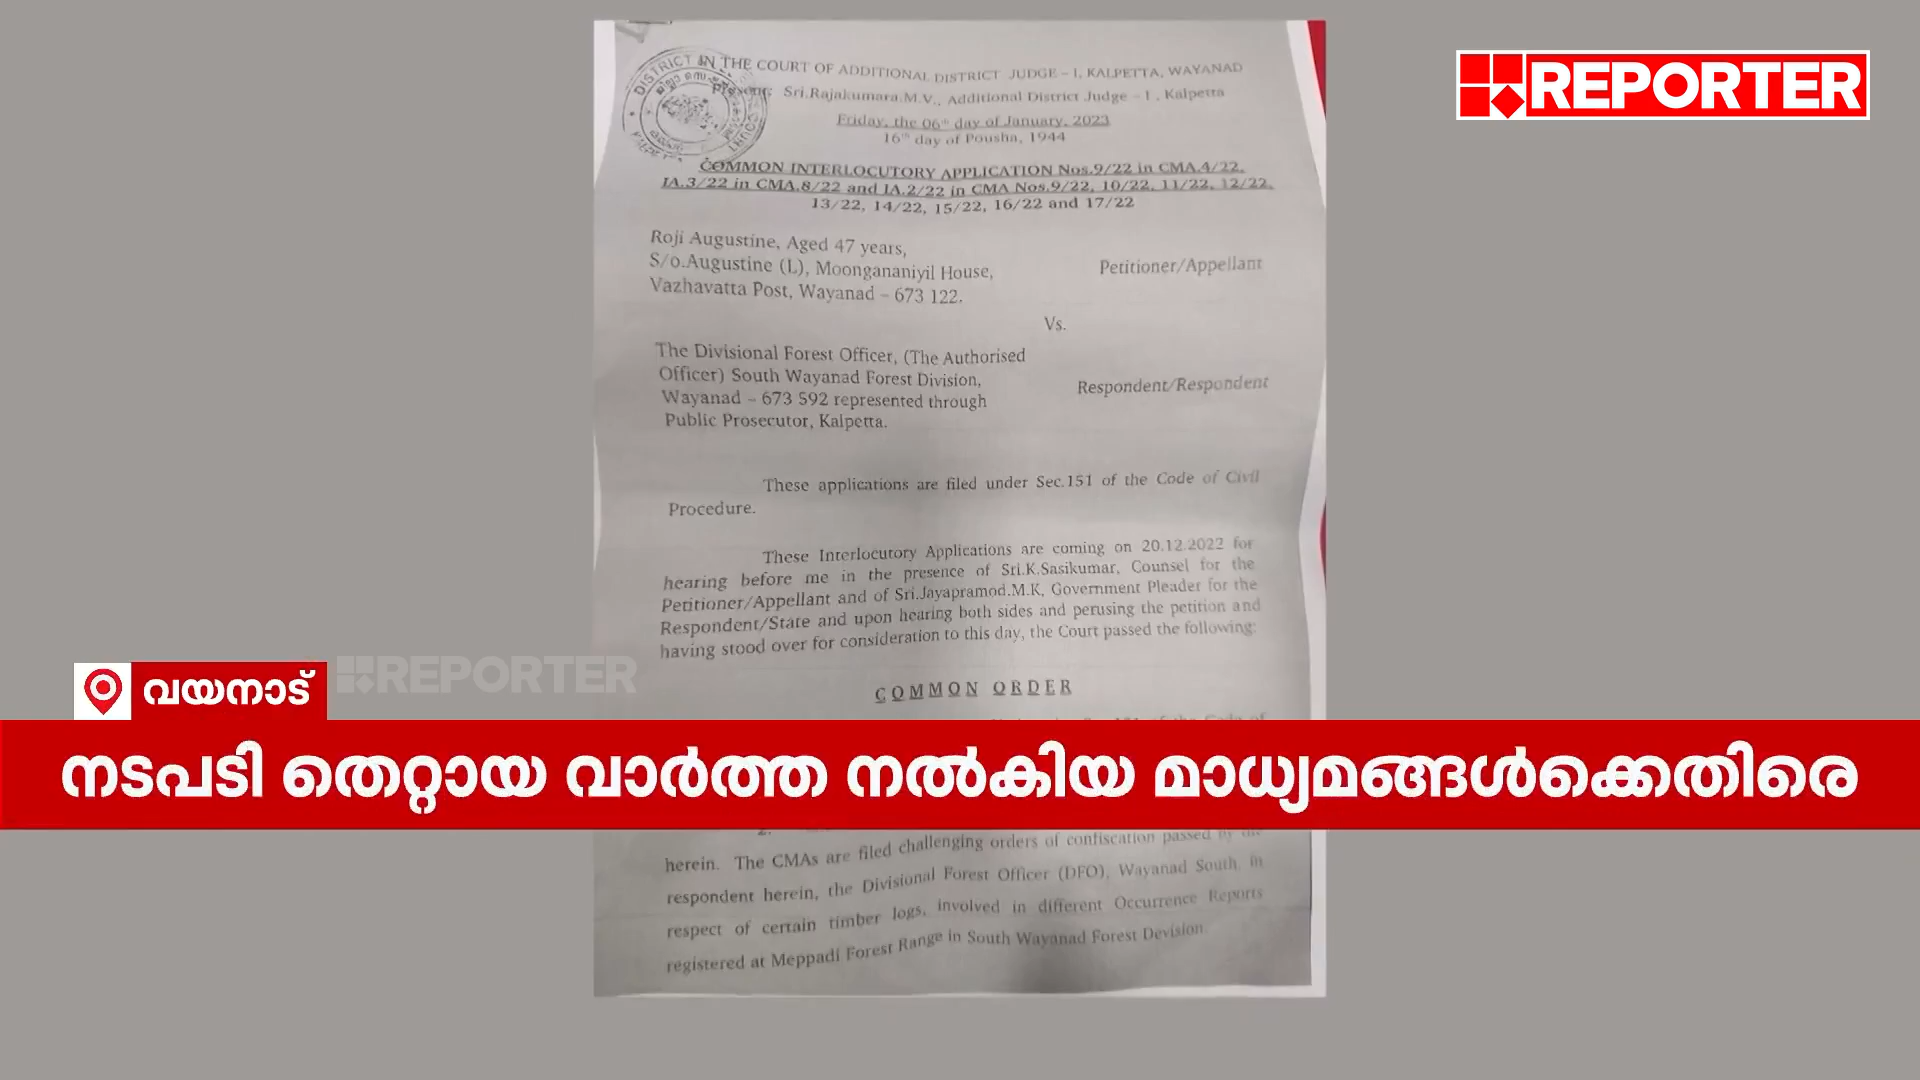 IN THE COURT OF ADDITIONAL DISTRICT JUDGE – I, KALPETTA, WAYANAD
Present: Sri.Rajakumara.M.V., Additional District Judge – I , Kalpetta
Friday, the 06th day of January, 2023
16th day of Pousha, 1944
COMMON INTERLOCUTORY APPLICATION Nos.9/22 in CMA.4/22,
IA.3/22 in CMA.8/22 and IA.2/22 in CMA Nos.9/22, 10/22, 11/22, 12/22,
13/22, 14/22, 15/22, 16/22 and 17/22
Roji Augustine, Aged 47 years,
S/o.Augustine (L), Moongananiyil House,
Vazhavatta Post, Wayanad – 673 122.
Petitioner/Appellant
Vs.
The Divisional Forest Officer, (The Authorised
Officer) South Wayanad Forest Division,
Wayanad – 673 592 represented through
Public Prosecutor, Kalpetta.
Respondent/Respondent
These applications are filed under Sec.151 of the Code of Civil
Procedure.
These Interlocutory Applications are coming on 20.12.2022 for
hearing before me in the presence of Sri.K.Sasikumar, Counsel for the
Petitioner/Appellant and of Sri.Jayapramod.M.K, Government Pleader for the
Respondent/State and upon hearing both sides and perusing the petition and
having stood over for consideration to this day, the Court passed the following:
COMMON ORDER
herein. The CMAs are filed challenging orders of confiscation passed by the
respondent herein, the Divisional Forest Officer (DFO), Wayanad South, in
respect of certain timber logs, involved in different Occurrence Reports
registered at Meppadi Forest Range in South Wayanad Forest Devision.
REPORTER
REPORTER
വയനാട്
നടപടി തെറ്റായ വാർത്ത നൽകിയ മാധ്യമങ്ങൾക്കെതിരെ